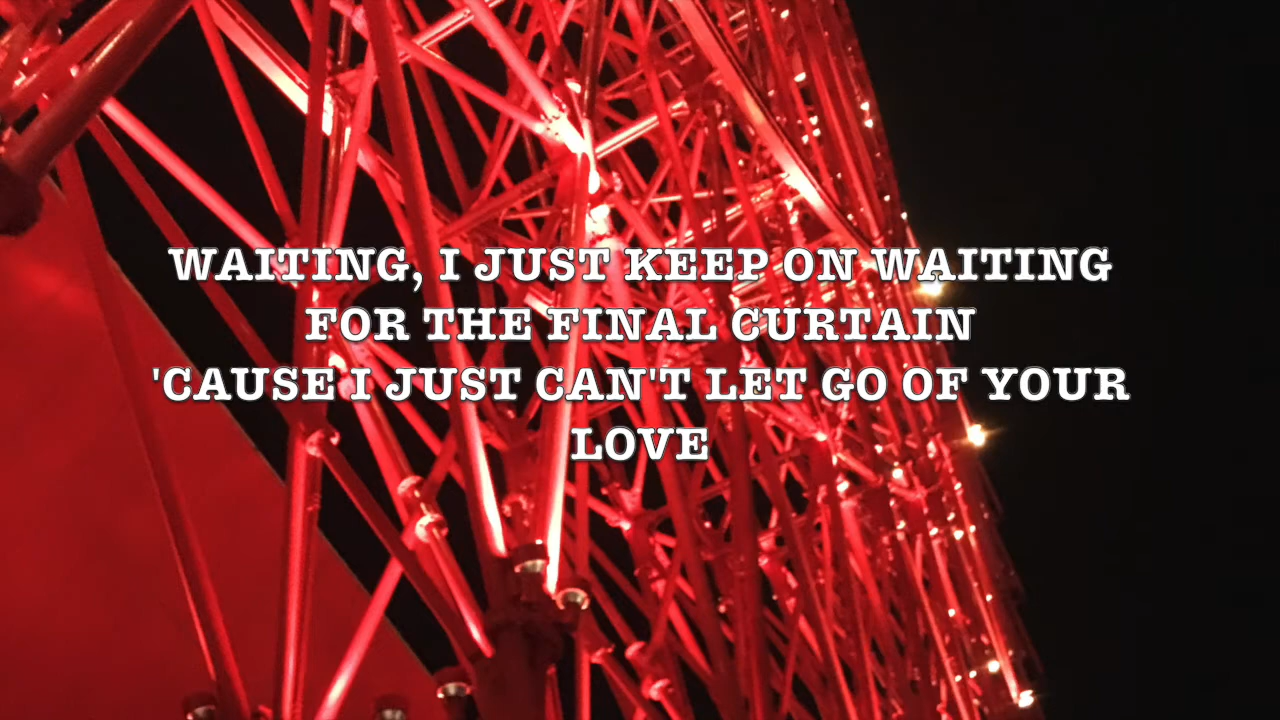 WAITING, I JUST KEEP ON WAITING
FOR THE FINAL CURTAIN
'CAUSE I JUST CAN'T LET GO OF YOUR
LOVE